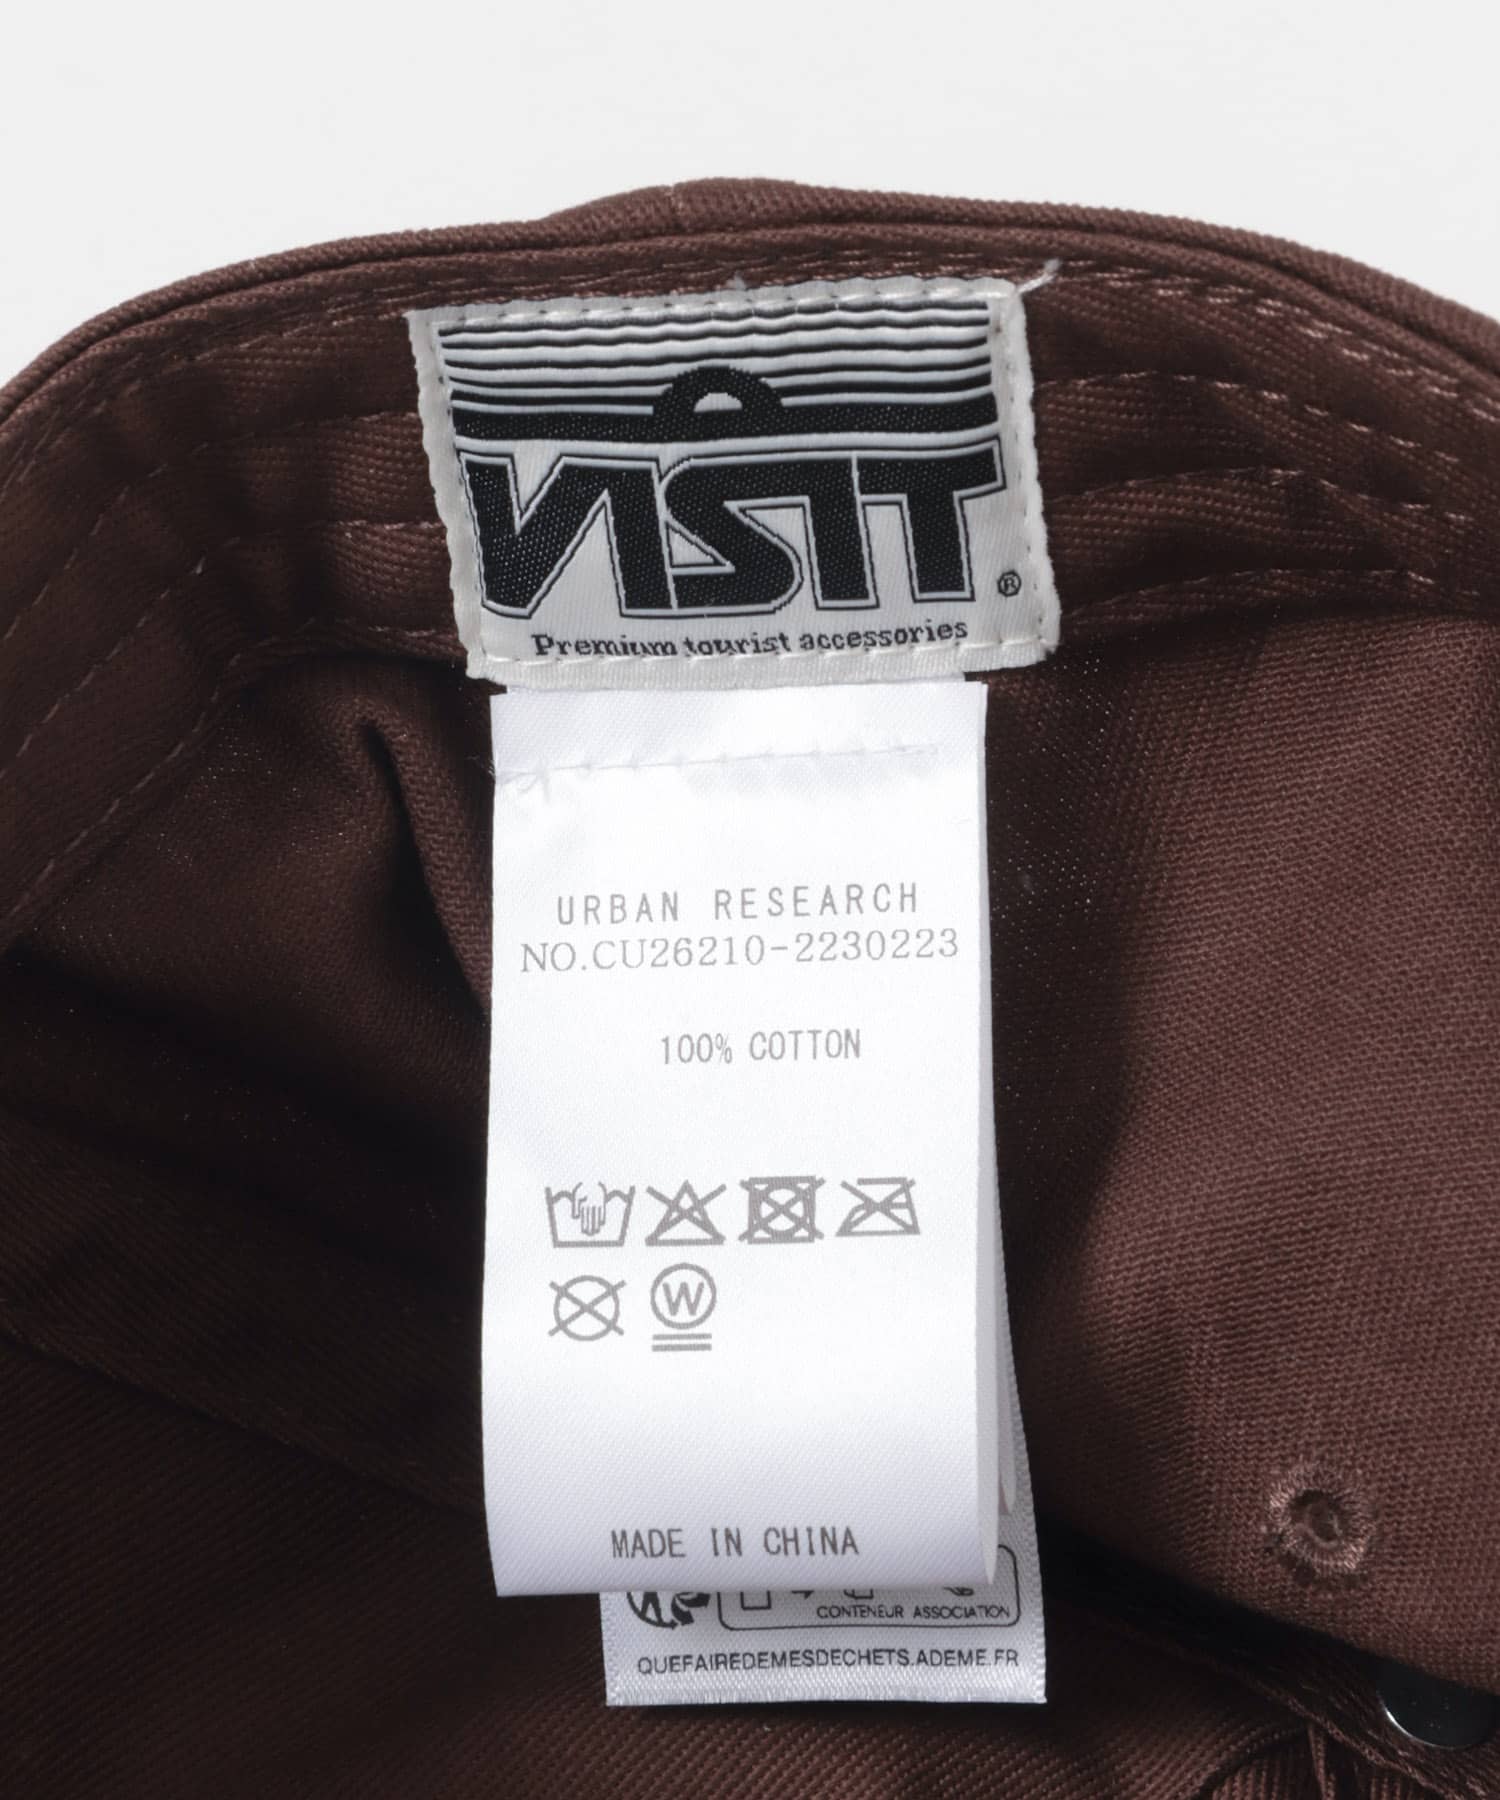 VISIT
®
Premium tourist accessories
URBAN RESEARCH
NO.CU26210-2230223
100% COTTON
W
MADE IN CHINA
CONTENEUR ASSOCIATION
QUEFAIREDEMESDECHETS.ADEME.FR